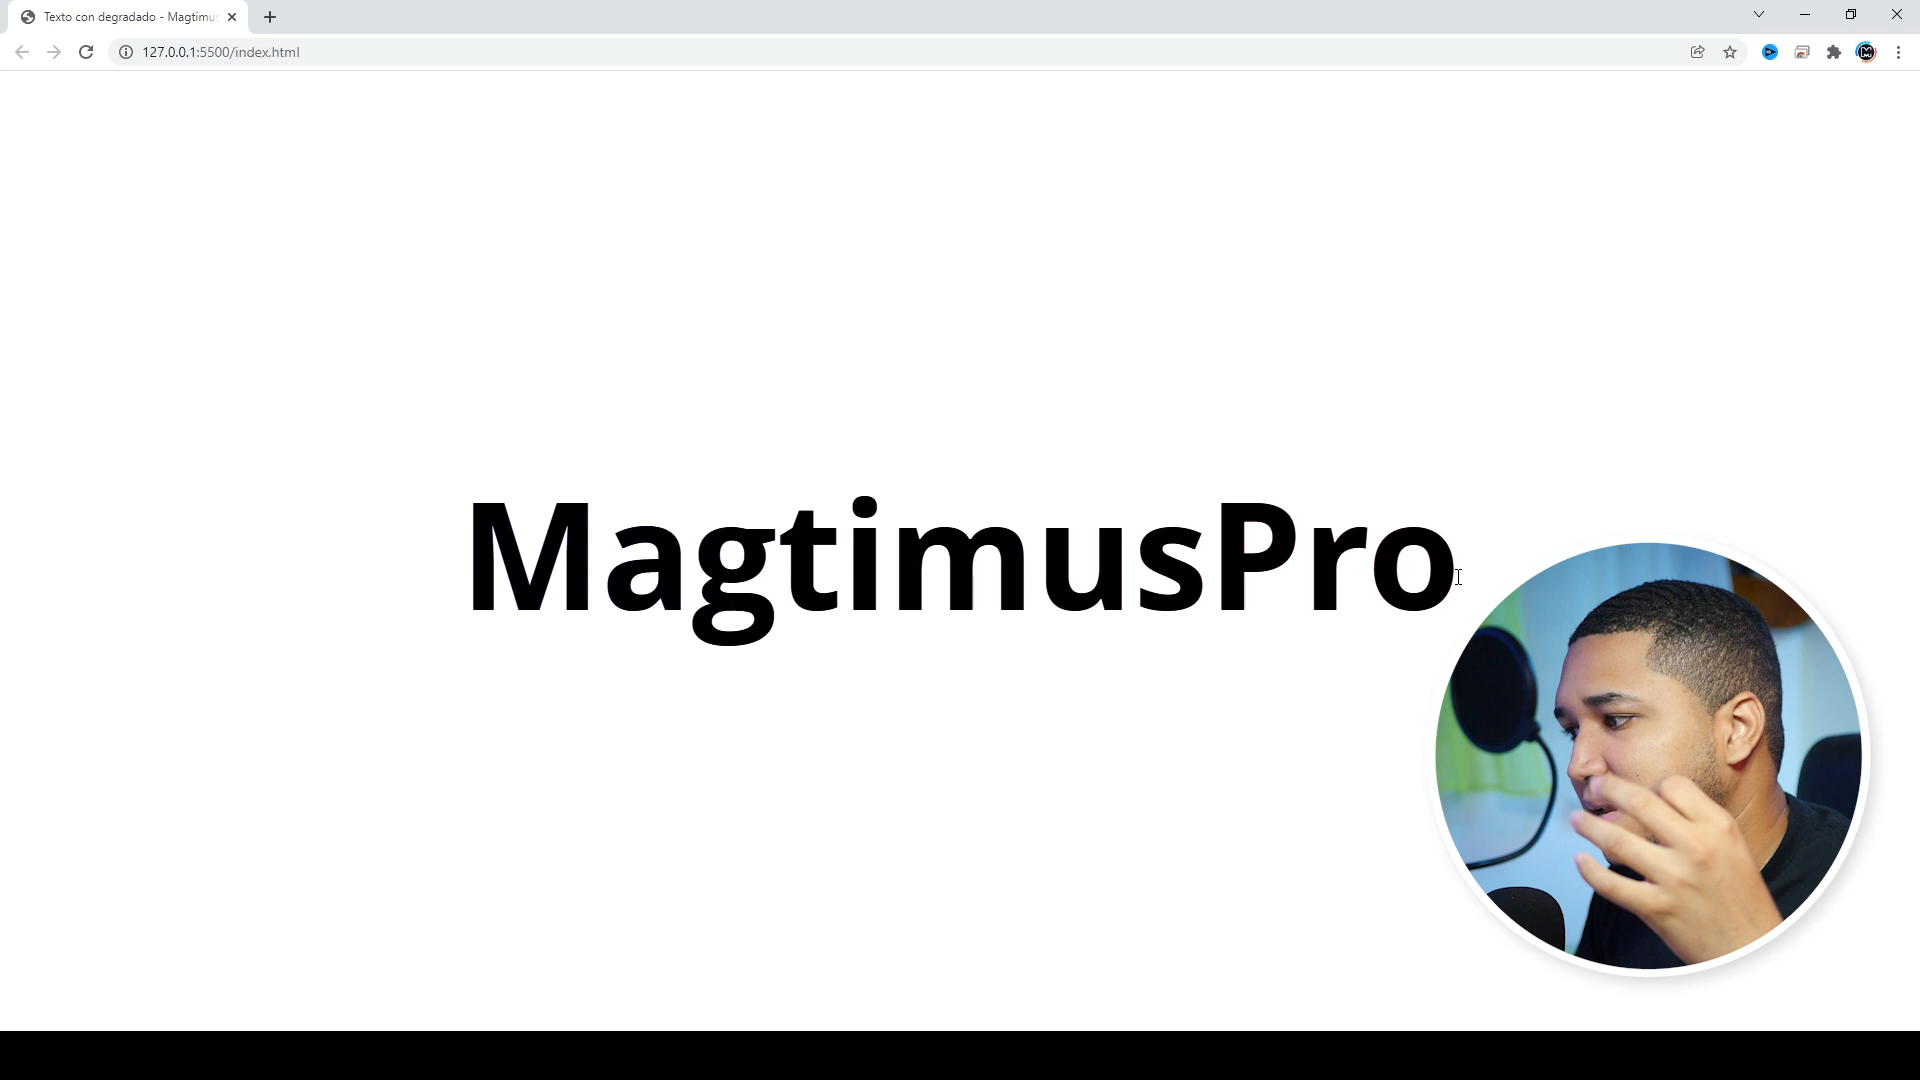 Texto con degradado - Magtimu
127.0.0.1:5500/index.html
MagtimusPro